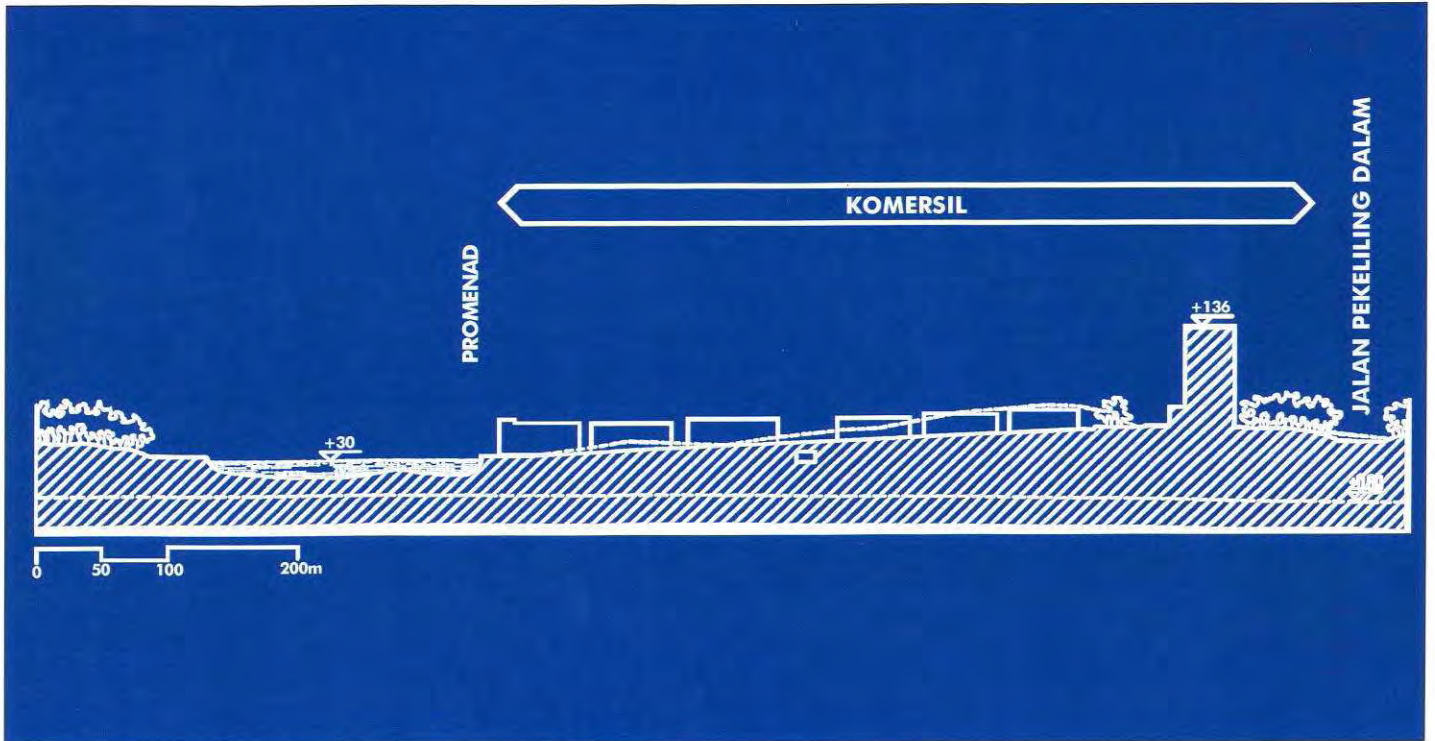 KOMERSIL
PROMENAD
JALAN PEKELILING DALAM
+136
+30
0 50 100 200m